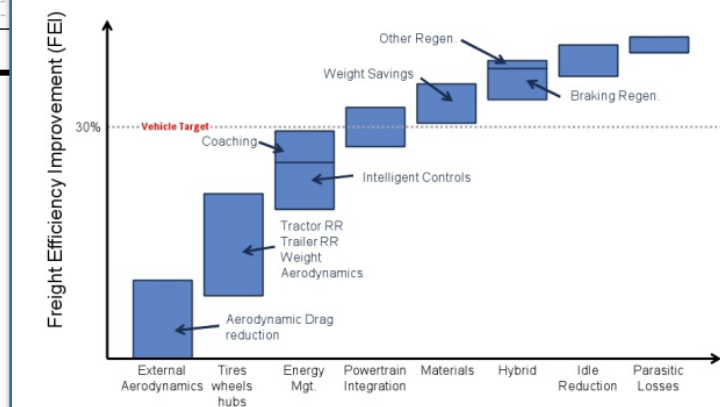 Freight Efficiency Improvement (FEI)
Other Regen.
Weight Savings
Braking Regen.
30%
Vehicle Target
Coaching
Intelligent Controls
Tractor RR
Trailer RR
Weight
Aerodynamics
Aerodynamic Drag
reduction
External
Aerodynamics
Tires
wheels
hubs
Energy
Mgt.
Powertrain
Integration
Materials
Hybrid
Idle
Reduction
Parasitic
Losses